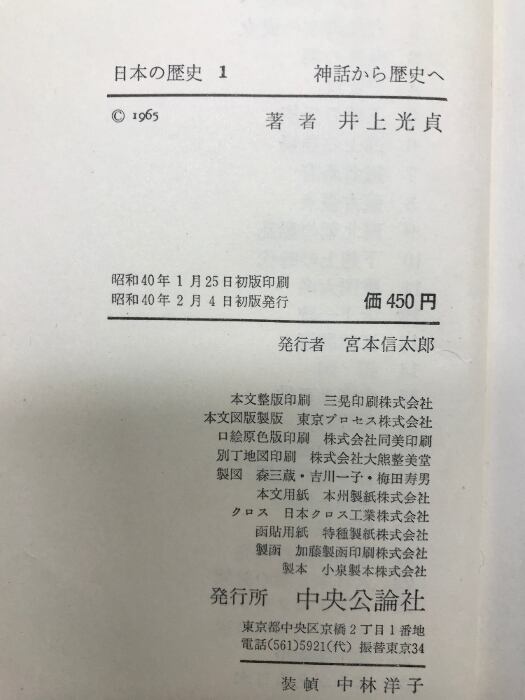 日本の歴史 1 神話から歴史へ
© 1965 著者 井上光貞
昭和40年1月25日初版印刷
昭和40年2月4日初版発行 価450円
発行者 宮本信太郎
本文整版印刷 三晃印刷株式会社
本文図版製版 東京プロセス株式会社
口絵原色版印刷 株式会社同美印刷
別丁地図印刷 株式会社大熊整美堂
製図 森三蔵・吉川一子・梅田寿男
本文用紙 本州製紙株式会社
クロス 日本クロス工業株式会社
函貼用紙 特種製紙株式会社
製函 加藤製函印刷株式会社
製本 小泉製本株式会社
発行所 中央公論社
東京都中央区京橋2丁目1番地
電話(561)5921(代) 振替東京34
装幀 中林洋子